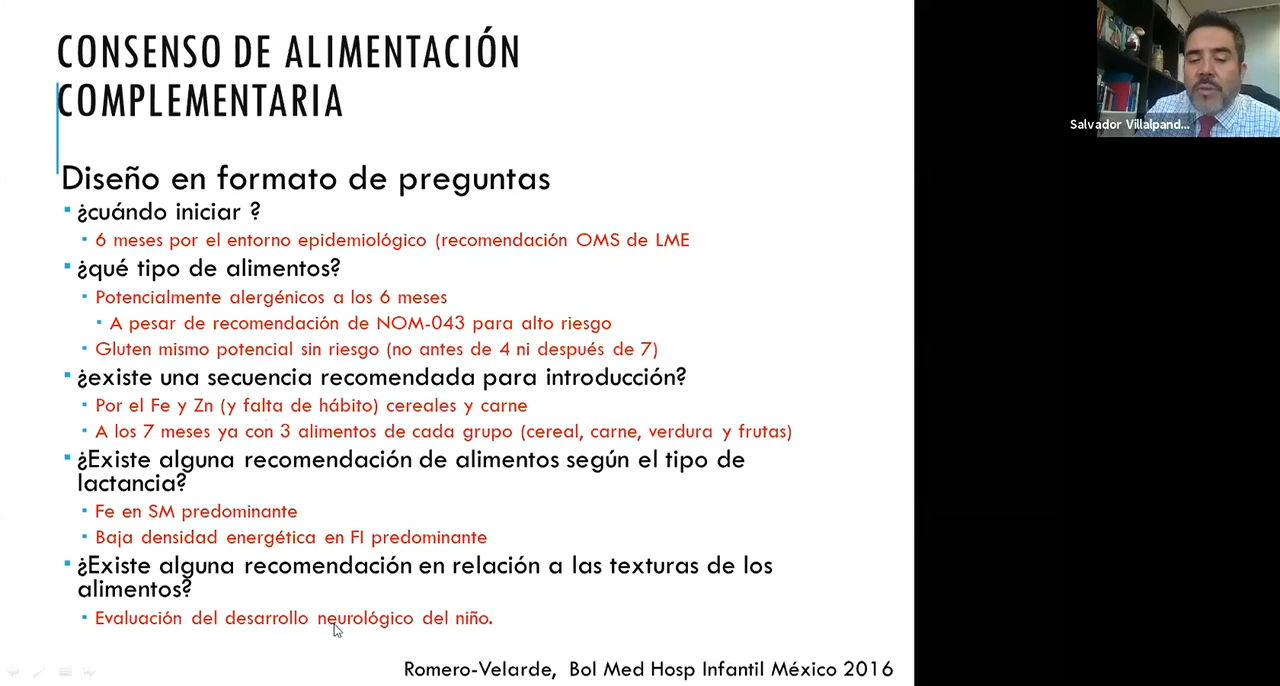 CONSENSO DE ALIMENTACIÓN
COMPLEMENTARIA
Diseño en formato de preguntas
¿cuándo iniciar ?
6 meses por el entorno epidemiológico (recomendación OMS de LME
¿qué tipo de alimentos?
Potencialmente alergénicos a los 6 meses
A pesar de recomendación de NOM-043 para alto riesgo
Gluten mismo potencial sin riesgo (no antes de 4 ni después de 7)
¿existe una secuencia recomendada para introducción?
Por el Fe y Zn (y falta de hábito) cereales y carne
A los 7 meses ya con 3 alimentos de cada grupo (cereal, carne, verdura y frutas)
¿Existe alguna recomendación de alimentos según el tipo de
lactancia?
Fe en SM predominante
Baja densidad energética en FI predominante
¿Existe alguna recomendación en relación a las texturas de los
alimentos?
Evaluación del desarrollo neurológico del niño.
Romero-Velarde, Bol Med Hosp Infantil México 2016
Salvador Villalpand...